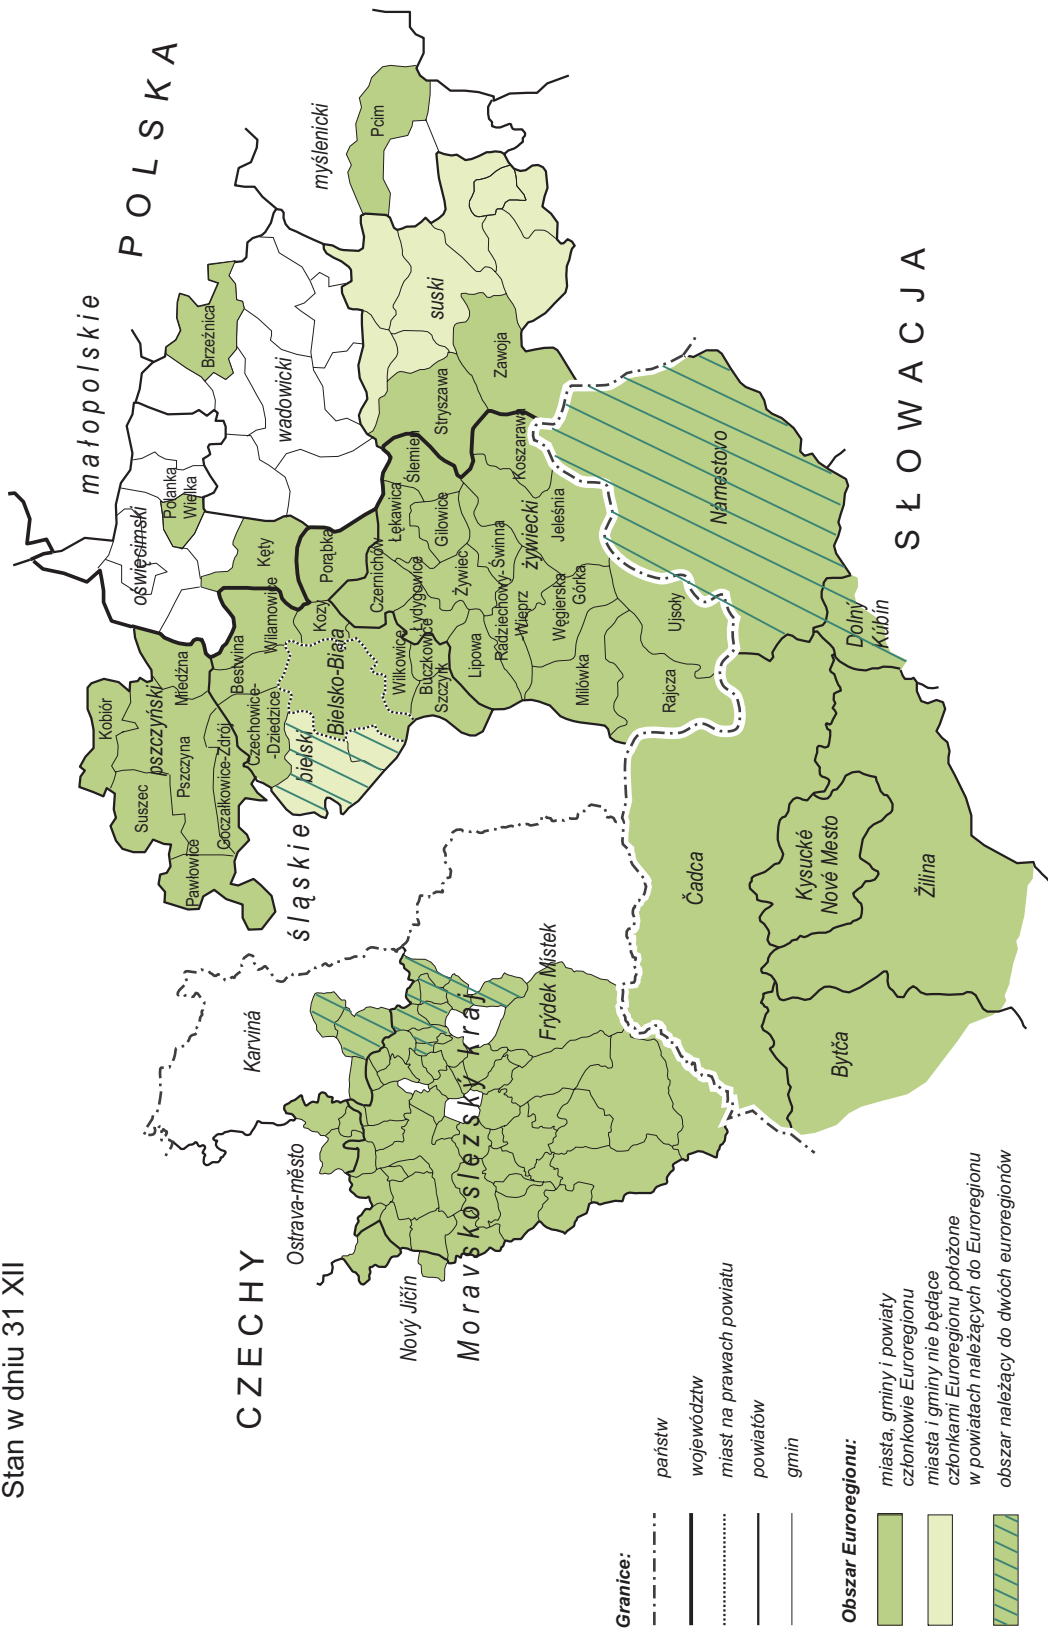 Stan w dniu 31 XII
CZECHY
POLSKA
SŁOWACJA
małopolskie
śląskie
Moravskoslezský kraj
Karviná
Ostrava-město
Nový Jičín
Frýdek Místek
oświęcimski
wadowicki
myślenicki
suski
pszczyński
bielski
żywiecki
Bielsko-Biała
Pcim
Brzeźnica
Polanka
Wielka
Kęty
Zawoja
Stryszawa
Kobiór
Suszec
Pszczyna
Miedźna
Pawłowice
Goczałkowice-Zdrój
Bestwina
Wilamowice
Czechowice-
-Dziedzice
Kozy
Porąbka
Wilkowice
Buczkowice
Szczyrk
Czernichów
Łękawica
Ślemień
Gilowice
Łodygowice
Żywiec
Lipowa
Radziechowy-
-Wieprz
Świnna
Koszarawa
Jeleśnia
Węgierska
Górka
Milówka
Rajcza
Ujsoły
Námestovo
Dolný
Kubín
Čadca
Kysucké
Nové Mesto
Žilina
Bytča
Granice:
państw
województw
miast na prawach powiatu
powiatów
gmin
Obszar Euroregionu:
miasta, gminy i powiaty
członkowie Euroregionu
miasta i gminy nie będące
członkami Euroregionu położone
w powiatach należących do Euroregionu
obszar należący do dwóch euroregionów